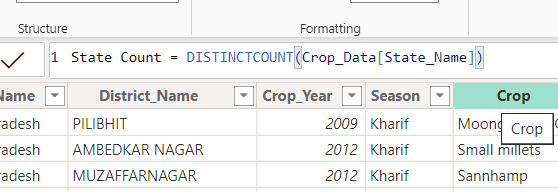 Structure Formatting
1 State Count = DISTINCTCOUNT(Crop_Data[State_Name])
Name District_Name Crop_Year Season Crop
radesh PILIBHIT 2009 Kharif Moong
radesh AMBEDKAR NAGAR 2012 Kharif Small millets
radesh MUZAFFARNAGAR 2012 Kharif Sannhamp
Crop